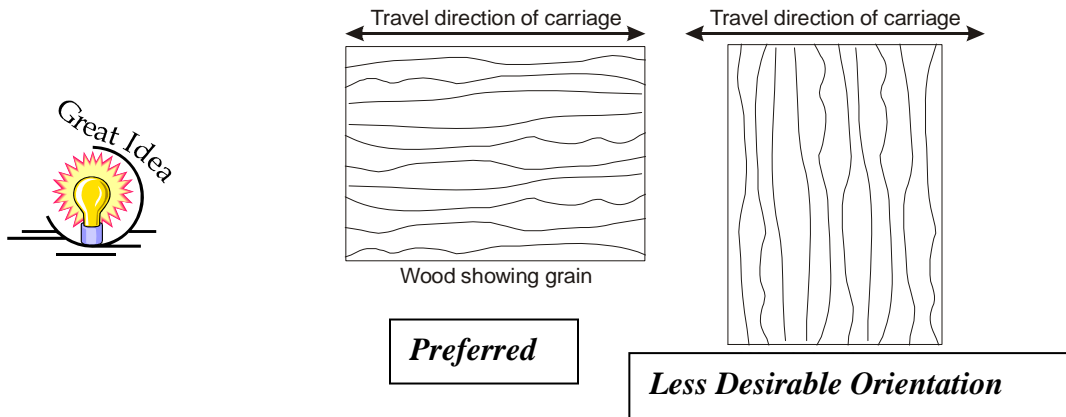 Great Idea
Travel direction of carriage
Wood showing grain
Preferred
Travel direction of carriage
Less Desirable Orientation